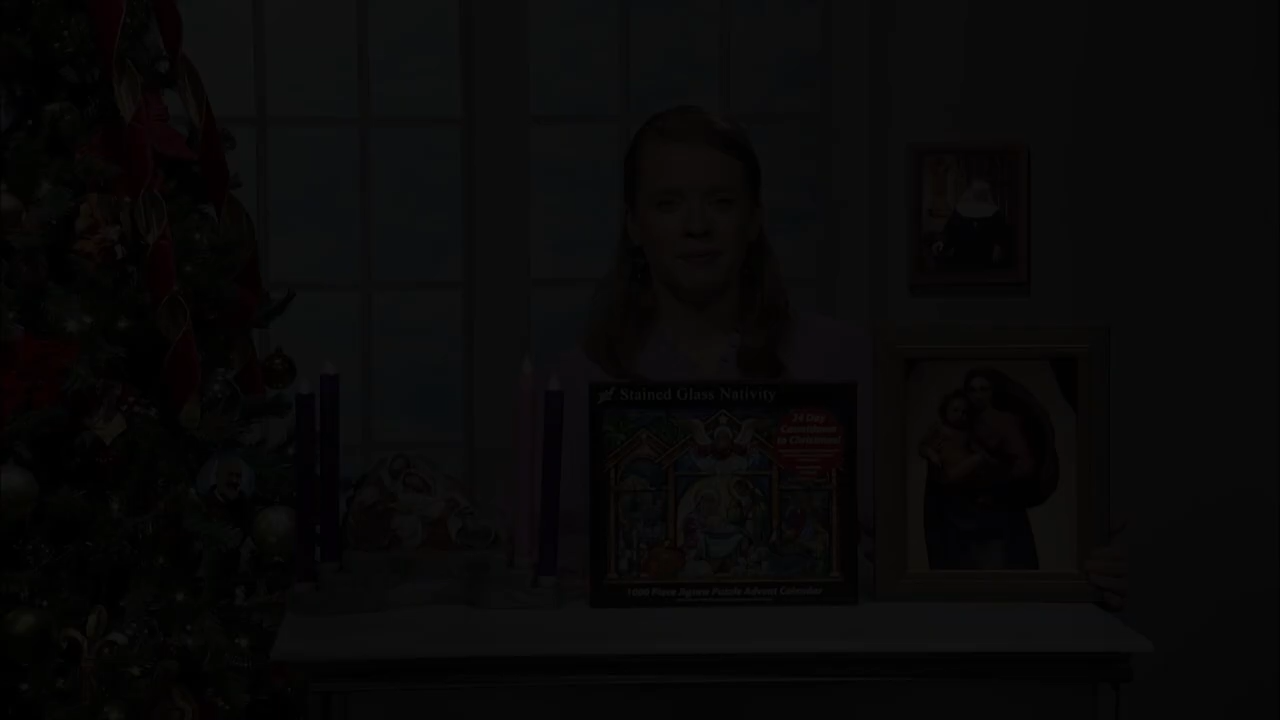 Stained Glass Nativity
24 Day
Countdown
to Christmas!
1000 Piece Jigsaw Puzzle Advent Calendar